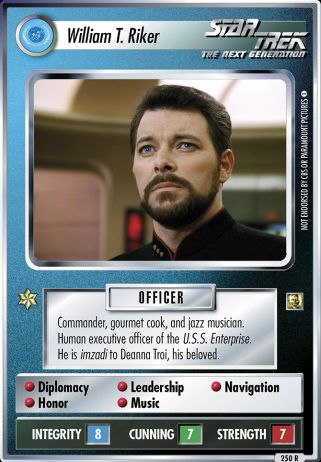 William T. Riker
STAR TREK
THE NEXT GENERATION
NOT ENDORSED BY CBS OR PARAMOUNT PICTURES
OFFICER
Commander, gourmet cook, and jazz musician.
Human executive officer of the U.S.S. Enterprise.
He is imzadi to Deanna Troi, his beloved.
Diplomacy Leadership Navigation
Honor Music
INTEGRITY 8 CUNNING 7 STRENGTH 7
250 R